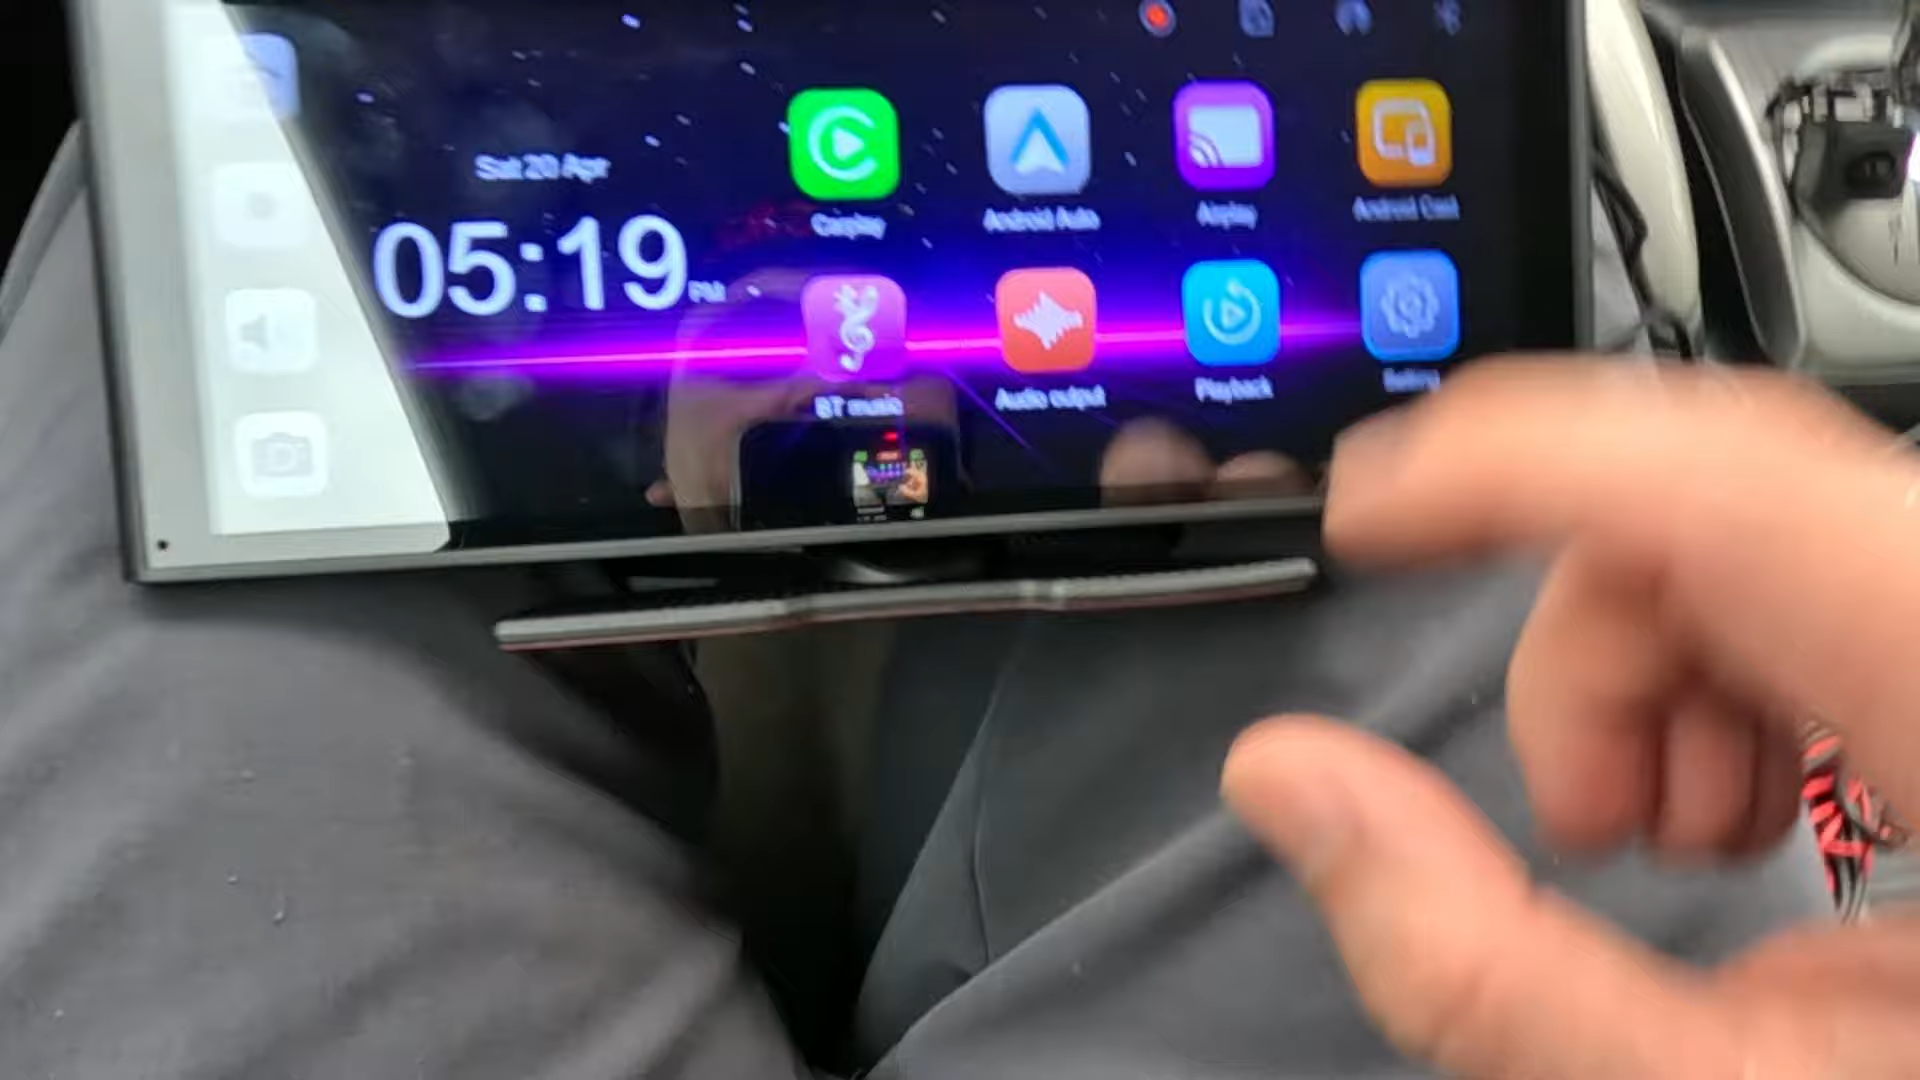 Sat 20 Apr
05:19 PM
Carplay
Android Auto
Airplay
Android Cast
BT music
Audio output
Playback
Setting